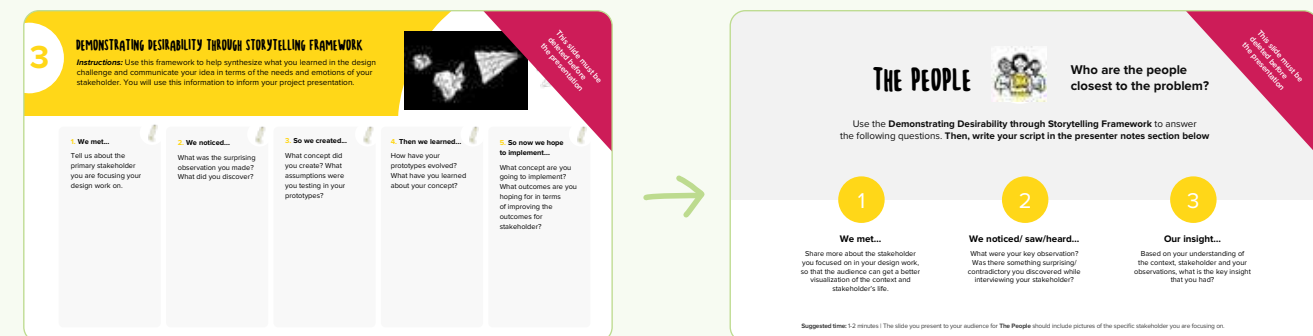 3
DEMONSTRATING DESIRABILITY THROUGH STORYTELLING FRAMEWORK
Instructions: Use this framework to help synthesize what you learned in the design
challenge and communicate your idea in terms of the needs and emotions of your
stakeholder. You will use this information to inform your project presentation.
This slide must be
deleted before
the presentation
1. We met...
Tell us about the
primary stakeholder
you are focusing your
design work on.
2. We noticed...
What was the surprising
observation you made?
What did you discover?
3. So we created...
What concept did
you create? What
assumptions were
you testing in your
prototypes?
4. Then we learned...
How have your
prototypes evolved?
What have you learned
about your concept?
5. So now we hope
to implement...
What concept are you
going to implement?
What outcomes are you
hoping for in terms
of improving the
outcomes for
stakeholder?
THE PEOPLE
Who are the people
closest to the problem?
This slide must be
deleted before
the presentation
Use the Demonstrating Desirability through Storytelling Framework to answer
the following questions. Then, write your script in the presenter notes section below
1
We met...
Share more about the stakeholder
you focused on in your design work,
so that the audience can get a better
visualization of the context and
stakeholder's life.
2
We noticed/ saw/heard...
What were your key observation?
Was there something surprising/
contradictory you discovered while
interviewing your stakeholder?
3
Our insight...
Based on your understanding of
the context, stakeholder and your
observations, what is the key insight
that you had?
Suggested time: 1-2 minutes | The slide you present to your audience for The People should include pictures of the specific stakeholder you are focusing on.